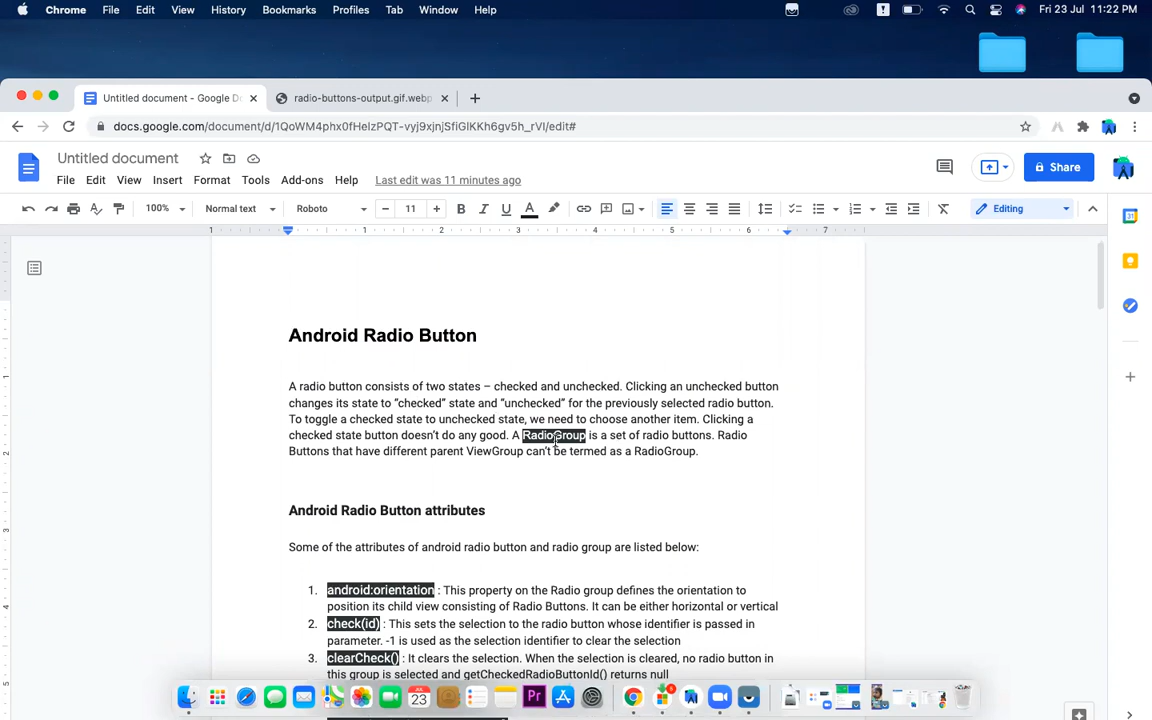 Chrome File Edit View History Bookmarks Profiles Tab Window Help Fri 23 Jul 11:22 PM
Untitled document - Google Do radio-buttons-output.gif.webp
docs.google.com/document/d/1QoWM4phx0fHelzPQT-vyj9xjnjSfiGlKKh6gv5h_rVI/edit#
Untitled document
File Edit View Insert Format Tools Add-ons Help Last edit was 11 minutes ago
Share
100% Normal text Roboto 11 Editing
1 1 2 3 4 5 6 7
Android Radio Button
A radio button consists of two states – checked and unchecked. Clicking an unchecked button
changes its state to “checked” state and “unchecked” for the previously selected radio button.
To toggle a checked state to unchecked state, we need to choose another item. Clicking a
checked state button doesn’t do any good. A RadioGroup is a set of radio buttons. Radio
Buttons that have different parent ViewGroup can’t be termed as a RadioGroup.
Android Radio Button attributes
Some of the attributes of android radio button and radio group are listed below:
1. android:orientation : This property on the Radio group defines the orientation to
position its child view consisting of Radio Buttons. It can be either horizontal or vertical
2. check(id) : This sets the selection to the radio button whose identifier is passed in
parameter. -1 is used as the selection identifier to clear the selection
3. clearCheck() : It clears the selection. When the selection is cleared, no radio button in
this group is selected and getCheckedRadioButtonId() returns null